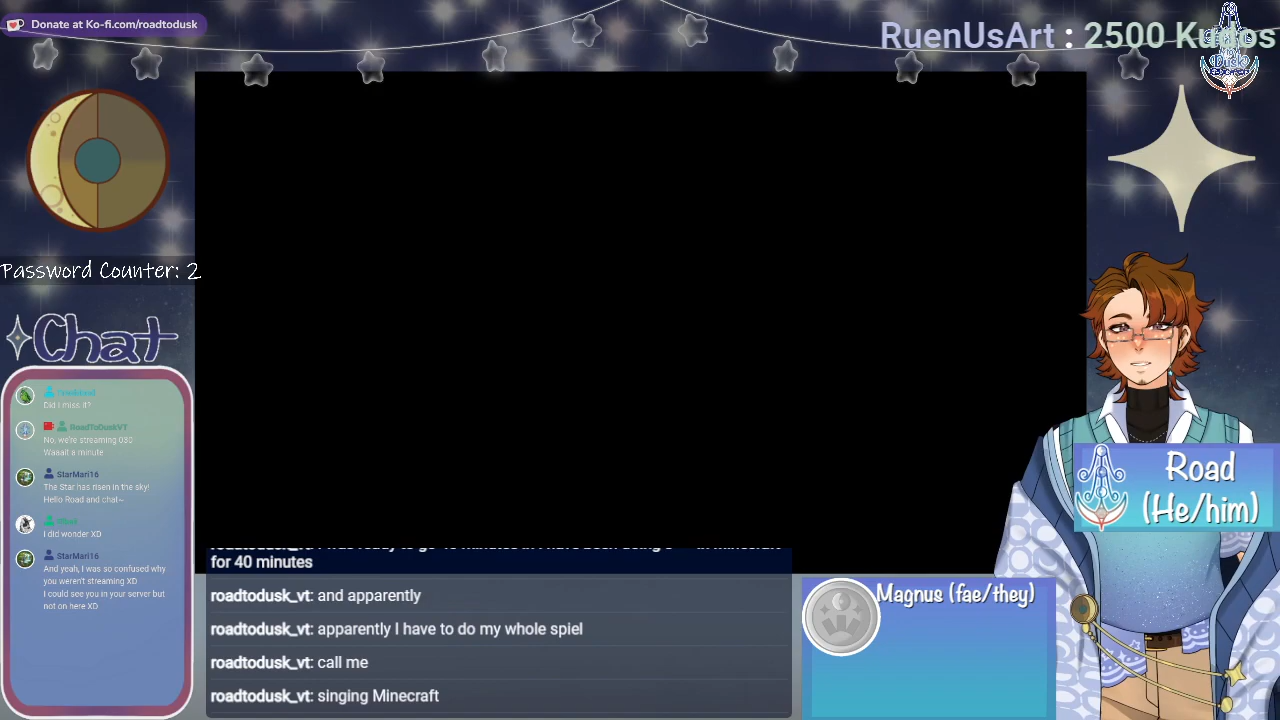 Donate at Ko-fi.com/roadtodusk
RuenUsArt : 2500 Kudos
Password Counter: 2
Chat
Did I miss it?
RoadToDuskVT
No, we're streaming 030
Waaait a minute
StarMari16
The Star has risen in the sky!
Hello Road and chat~
I did wonder XD
StarMari16
And yeah, I was so confused why
you weren't streaming XD
I could see you in your server but
not on here XD
for 40 minutes
roadtodusk_vt: and apparently
roadtodusk_vt: apparently I have to do my whole spiel
roadtodusk_vt: call me
roadtodusk_vt: singing Minecraft
Magnus (fae/they)
Road
(He/him)